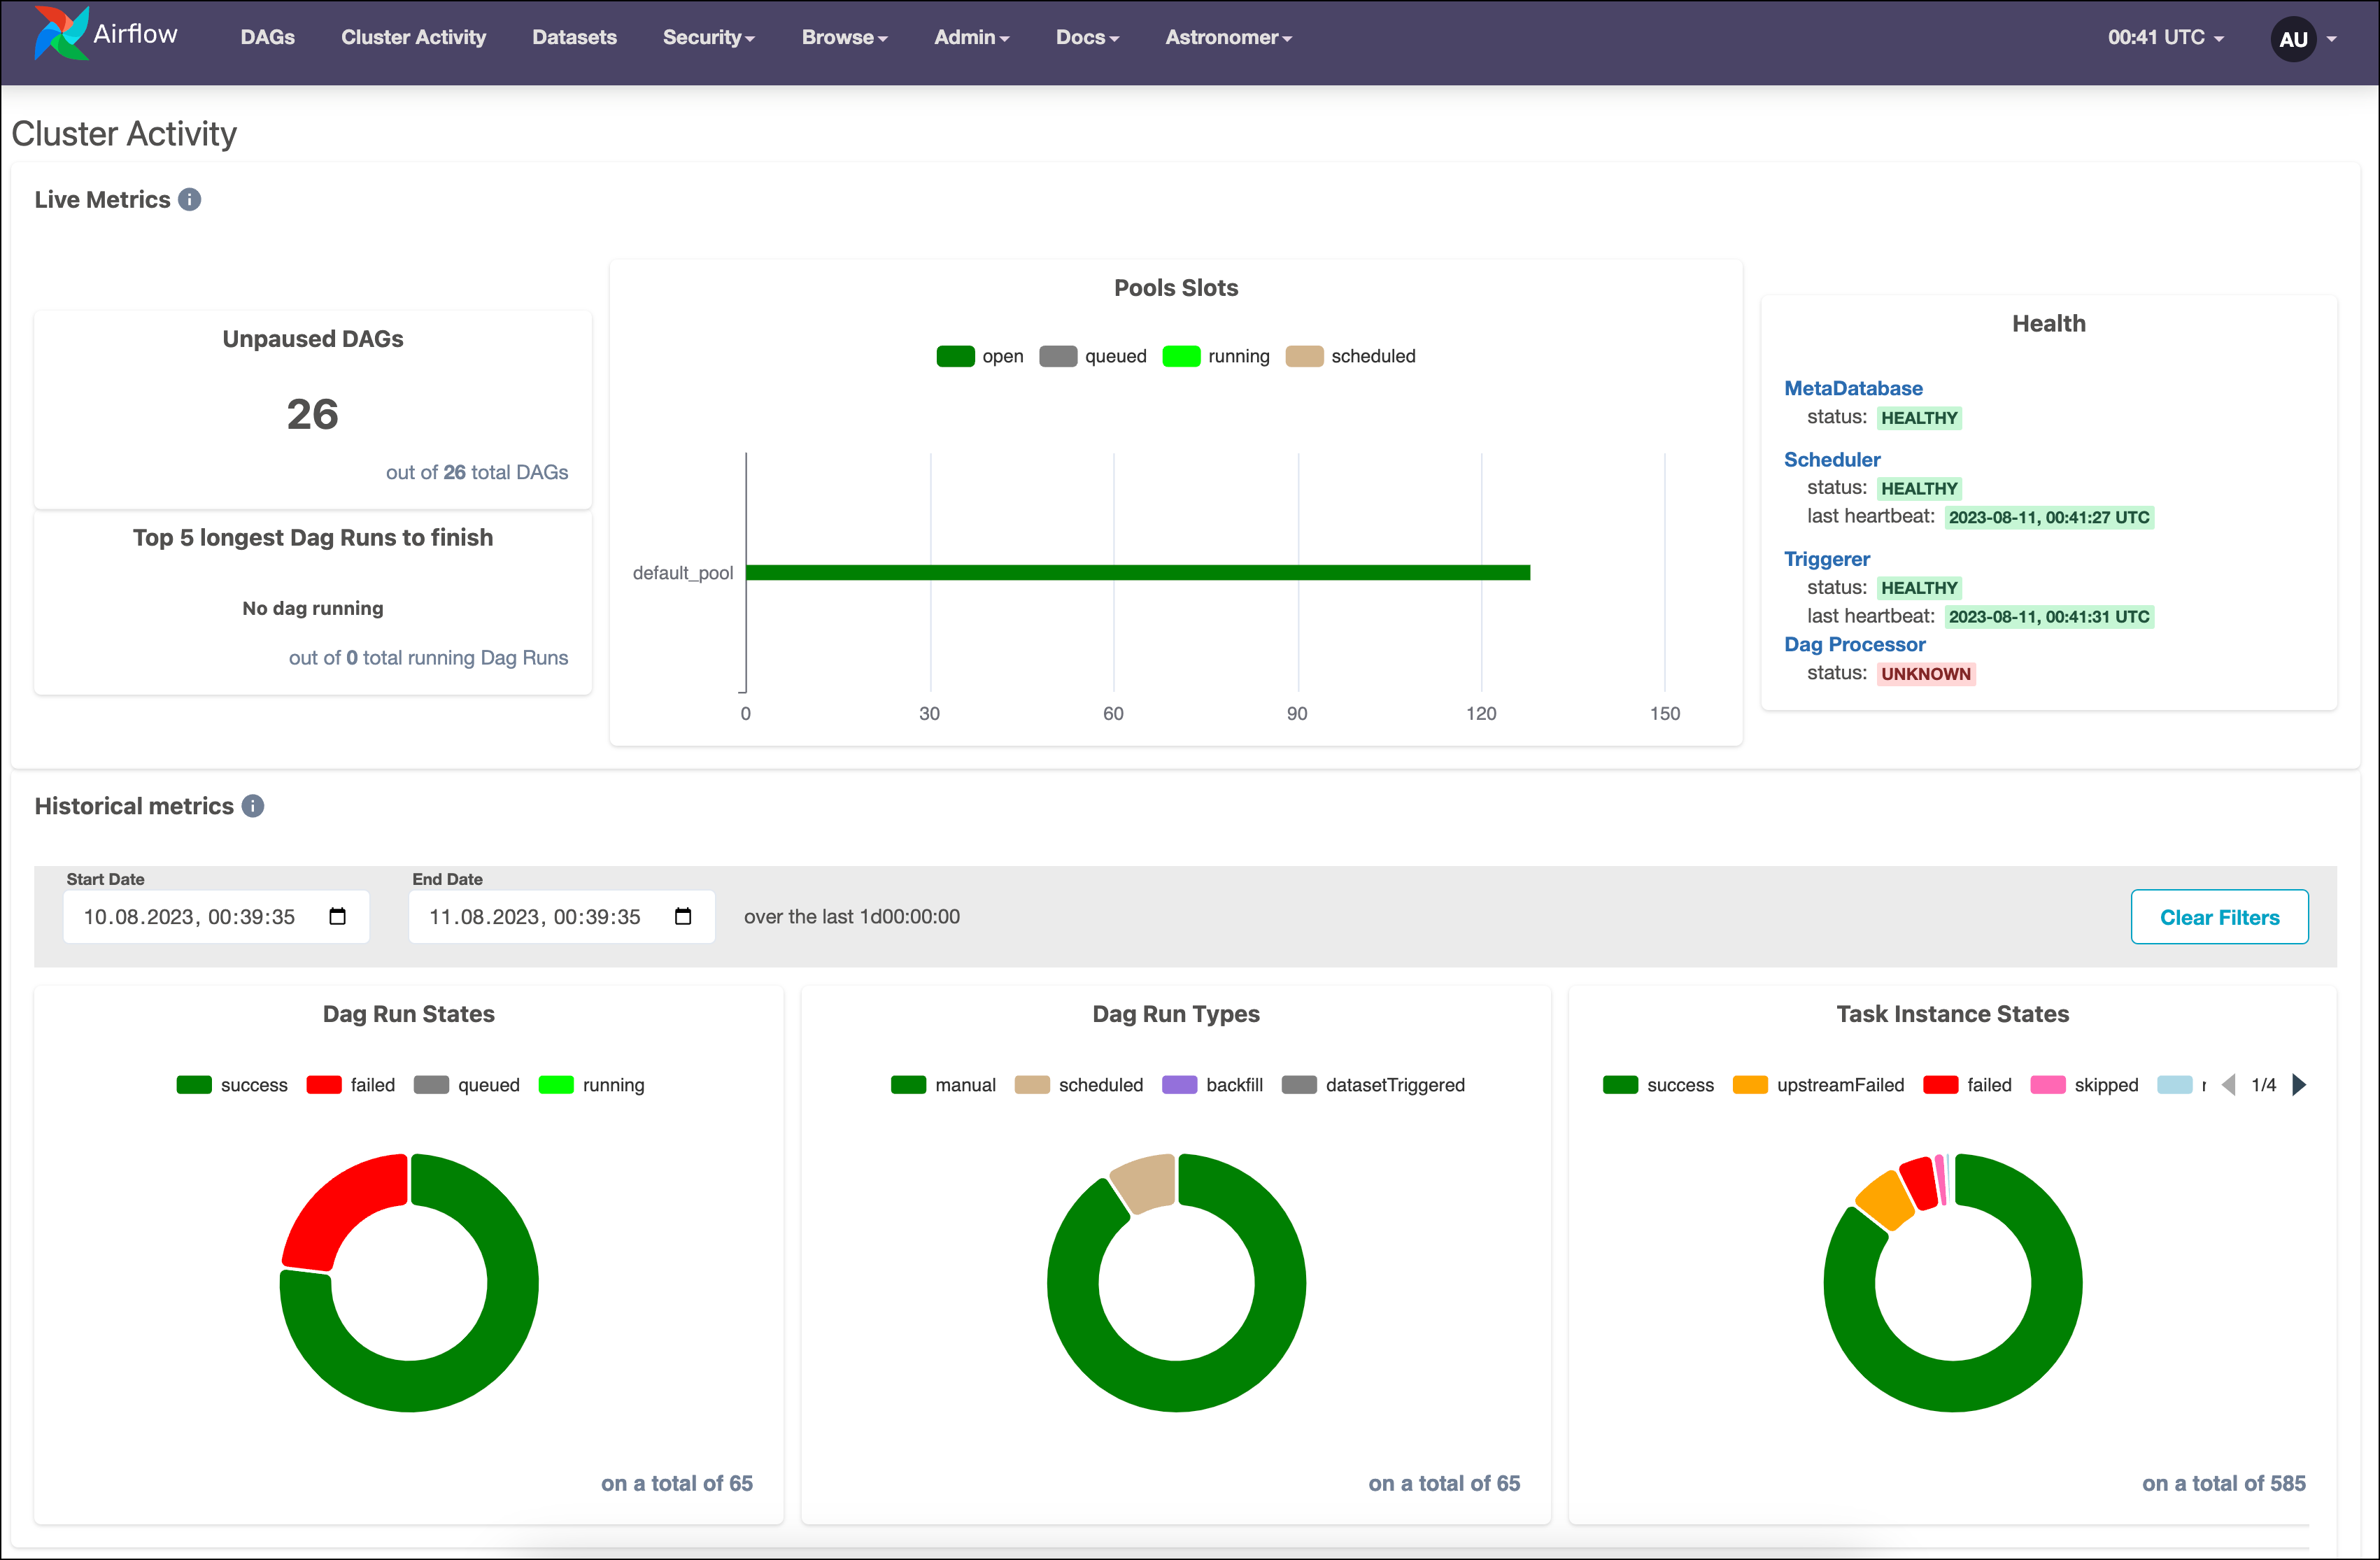 Airflow DAGs Cluster Activity Datasets Security Browse Admin Docs Astronomer 00:41 UTC AU
Cluster Activity
Live Metrics
Unpaused DAGs
26
out of 26 total DAGs
Top 5 longest Dag Runs to finish
No dag running
out of 0 total running Dag Runs
Pools Slots
open queued running scheduled
default_pool
0 30 60 90 120 150
Health
MetaDatabase
status: HEALTHY
Scheduler
status: HEALTHY
last heartbeat: 2023-08-11, 00:41:27 UTC
Triggerer
status: HEALTHY
last heartbeat: 2023-08-11, 00:41:31 UTC
Dag Processor
status: UNKNOWN
Historical metrics
Start Date End Date
10.08.2023, 00:39:35 11.08.2023, 00:39:35 over the last 1d00:00:00 Clear Filters
Dag Run States
success failed queued running
on a total of 65
Dag Run Types
manual scheduled backfill datasetTriggered
on a total of 65
Task Instance States
success upstreamFailed failed skipped 1/4
on a total of 585